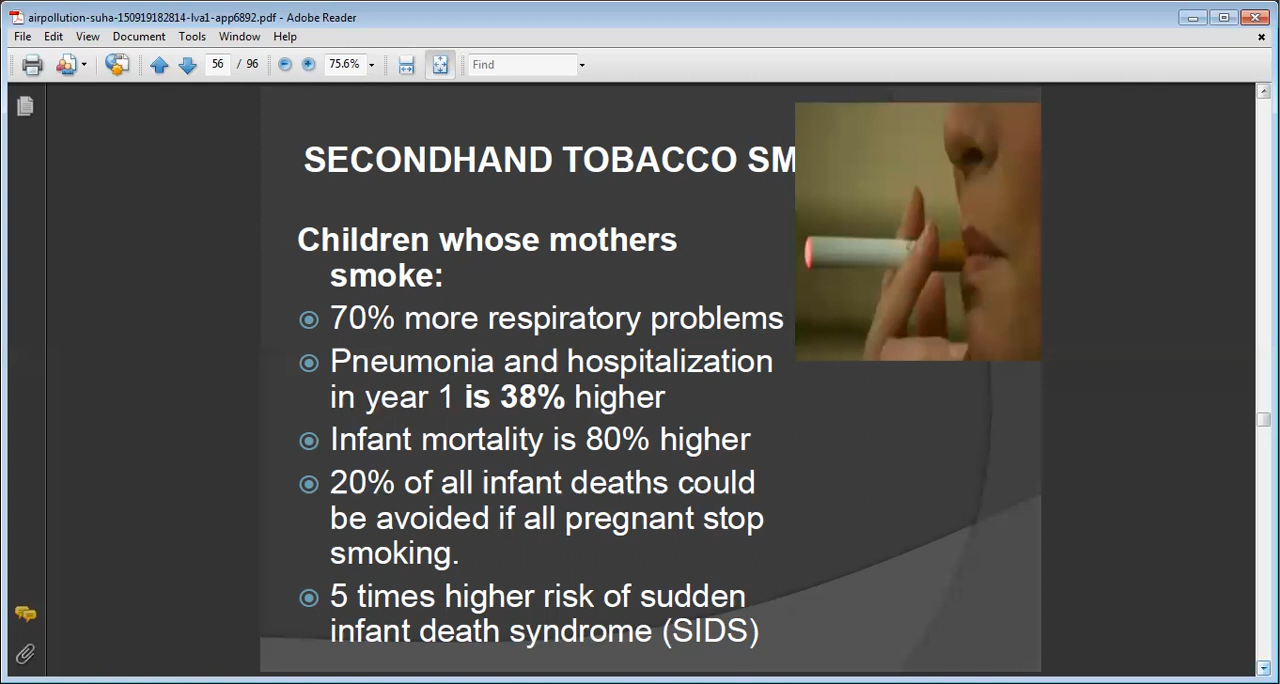 airpollution-suha-150919182814-lva1-app6892.pdf - Adobe Reader
File Edit View Document Tools Window Help
56 / 96 75.6% Find
SECONDHAND TOBACCO SM
Children whose mothers
smoke:
70% more respiratory problems
Pneumonia and hospitalization
in year 1 is 38% higher
Infant mortality is 80% higher
20% of all infant deaths could
be avoided if all pregnant stop
smoking.
5 times higher risk of sudden
infant death syndrome (SIDS)